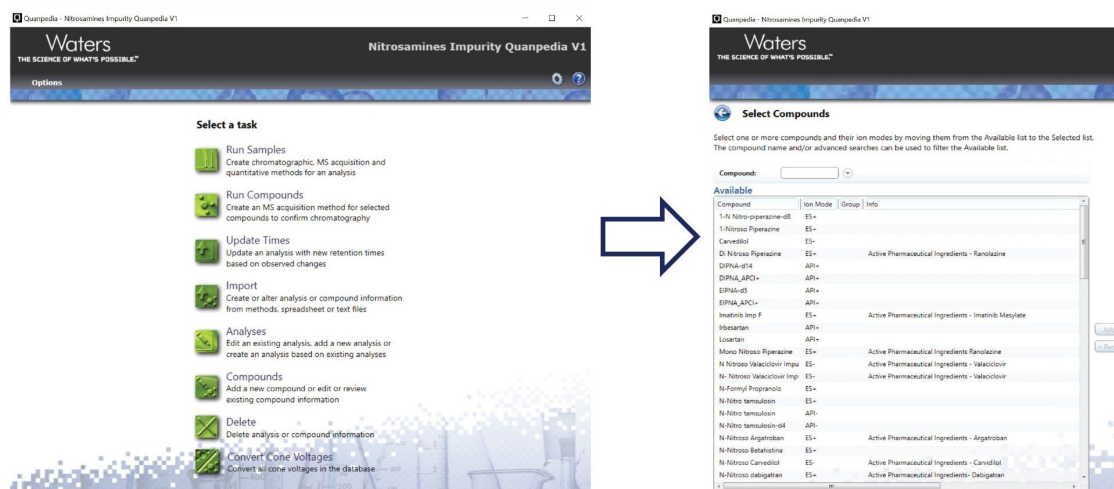 Quanpedia - Nitrosamines Impurity Quanpedia V1
Waters
THE SCIENCE OF WHAT'S POSSIBLE.™
Nitrosamines Impurity Quanpedia V1
Options
Select a task
Run Samples
Create chromatographic, MS acquisition and
quantitative methods for an analysis
Run Compounds
Create an MS acquisition method for selected
compounds to confirm chromatography
Update Times
Update an analysis with new retention times
based on observed changes
Import
Create or alter analysis or compound information
from methods, spreadsheet or text files
Analyses
Edit an existing analysis, add a new analysis or
create an analysis based on existing analyses
Compounds
Add a new compound or edit or review
existing compound information
Delete
Delete analysis or compound information
Convert Cone Voltages
Convert all cone voltages in the database
Quanpedia - Nitrosamines Impurity Quanpedia V1
Waters
THE SCIENCE OF WHAT'S POSSIBLE.™
Select Compounds
Select one or more compounds and their ion modes by moving them from the Available list to the Selected list.
The compound name and/or advanced searches can be used to filter the Available list.
Compound:
Available
Compound Ion Mode Group Info
1-N Nitro-piperazine-d8 ES+
1-Nitroso Piperazine ES+
Carvedilol ES-
Di Nitroso Piperazine ES+ Active Pharmaceutical Ingredients - Ranolazine
DIPNA-d14 API+
DIPNA_APCI+ API+
EIPNA-d5 API+
EIPNA_APCI+ API+
Imatinib Imp F ES+ Active Pharmaceutical Ingredients - Imatinib Mesylate
Irbesartan API+
Losartan API+
Mono Nitroso Piperazine ES+ Active Pharmaceutical Ingredients Ranolazine
N Nitroso Valaciclovir Impu ES- Active Pharmaceutical Ingredients - Valaciclovir
N- Nitroso Valaciclovir Imp ES- Active Pharmaceutical Ingredients - Valaciclovir
N-Formyl Propranolo ES+
N-Nitro tamsulosin ES+
N-Nitro tamsulosin API-
N-Nitro tamsulosin-d4 API-
N-Nitroso Argatroban ES+ Active Pharmaceutical Ingredients - Argatroban
N-Nitroso Betahistina ES+
N-Nitroso Carvedilol ES- Active Pharmaceutical Ingredients - Carvidilol
N-Nitroso dabigatran ES+ Active Pharmaceutical Ingredients- Dabigatran